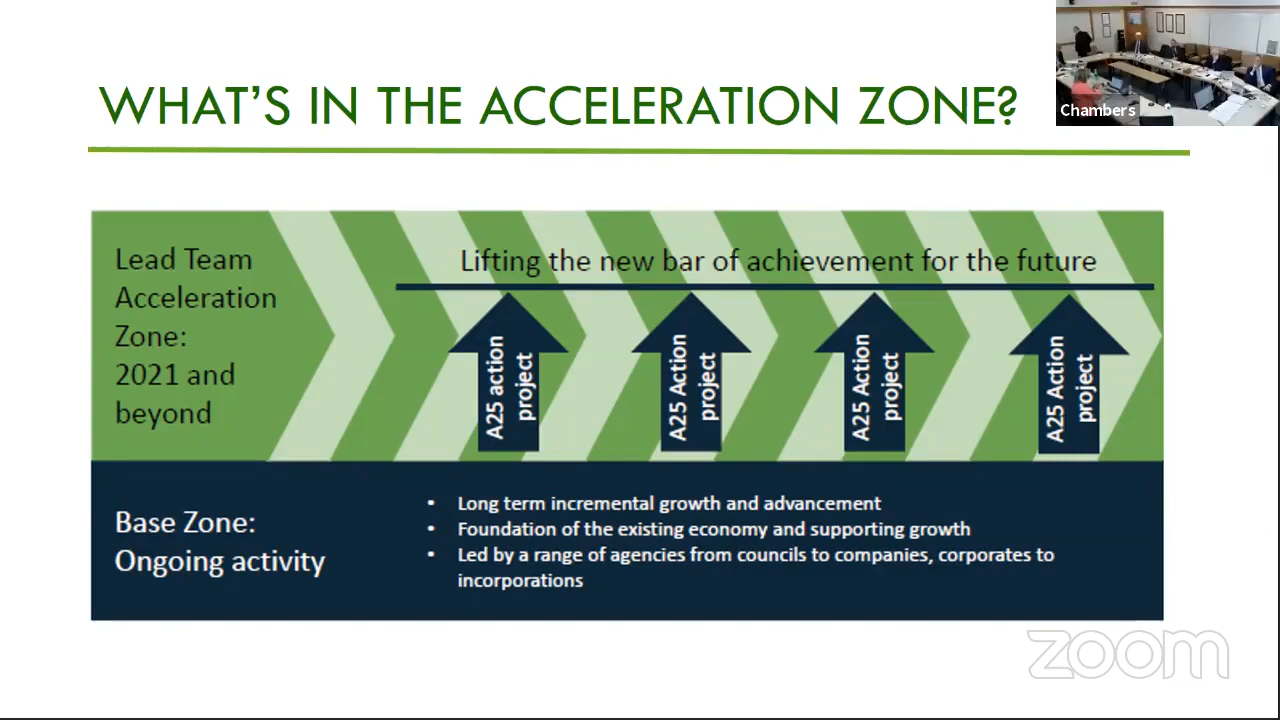 WHAT'S IN THE ACCELERATION ZONE?
Chambers
Lead Team
Acceleration
Zone:
2021 and
beyond
Lifting the new bar of achievement for the future
A25 action
project
A25 Action
project
A25 Action
project
A25 Action
project
Base Zone:
Ongoing activity
• Long term incremental growth and advancement
• Foundation of the existing economy and supporting growth
• Led by a range of agencies from councils to companies, corporates to
incorporations
zoom